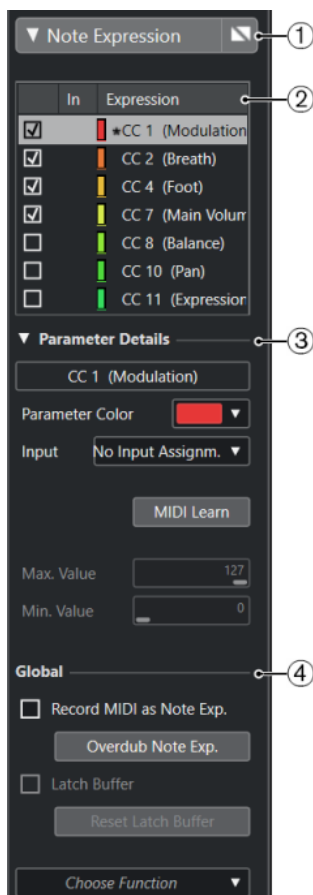 ▼ Note Expression 1
In Expression 2
*CC 1 (Modulation
CC 2 (Breath)
CC 4 (Foot)
CC 7 (Main Volum
CC 8 (Balance)
CC 10 (Pan)
CC 11 (Expression
▼ Parameter Details 3
CC 1 (Modulation)
Parameter Color
Input No Input Assignm.
MIDI Learn
Max. Value 127
Min. Value 0
Global 4
Record MIDI as Note Exp.
Overdub Note Exp.
Latch Buffer
Reset Latch Buffer
Choose Function